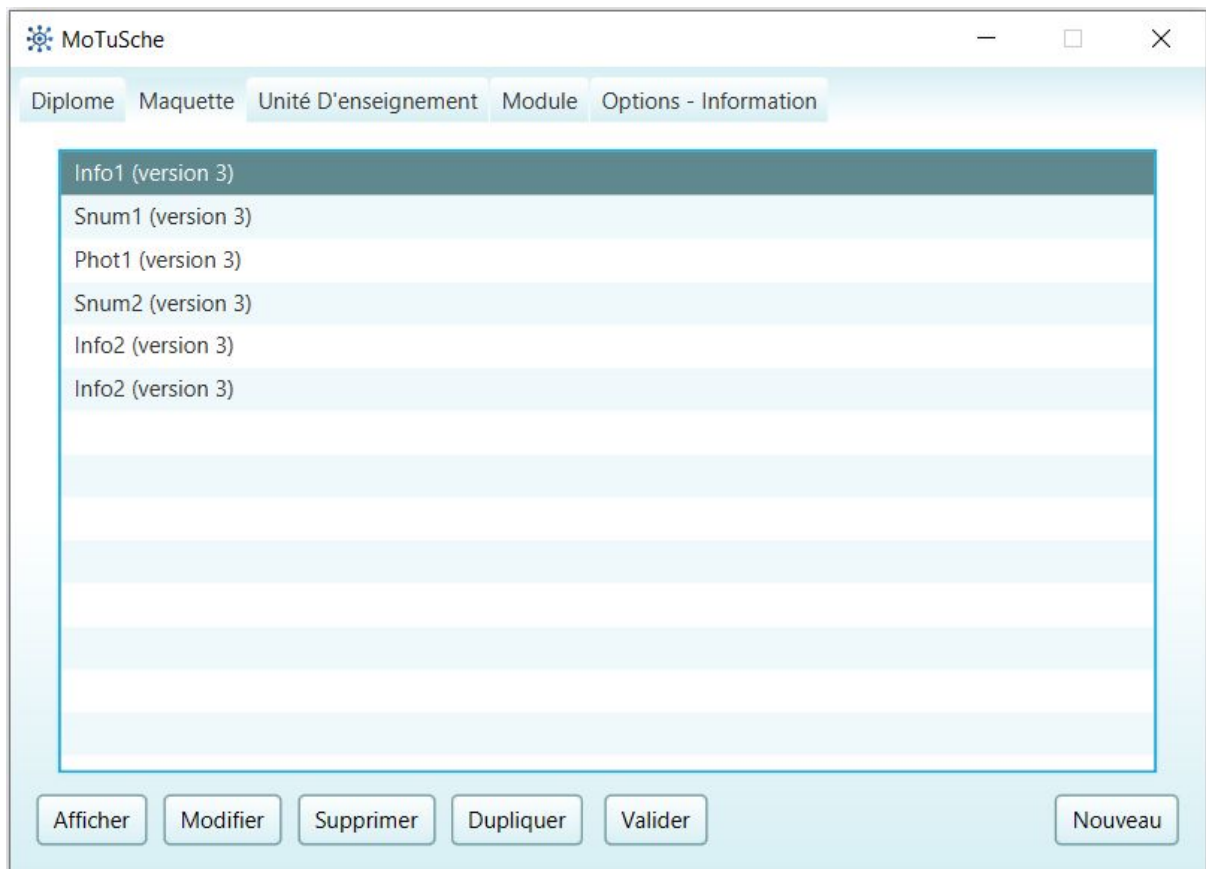 MoTuSche
Diplome Maquette Unité D'enseignement Module Options - Information
Info1 (version 3)
Snum1 (version 3)
Phot1 (version 3)
Snum2 (version 3)
Info2 (version 3)
Info2 (version 3)
Afficher Modifier Supprimer Dupliquer Valider Nouveau